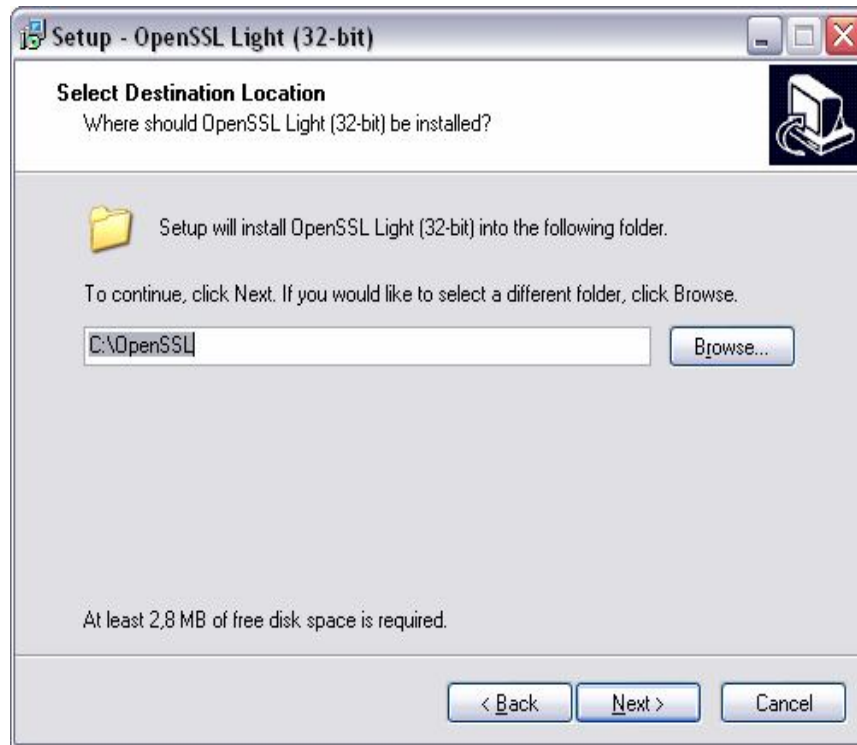 Setup - OpenSSL Light (32-bit)
Select Destination Location
Where should OpenSSL Light (32-bit) be installed?
Setup will install OpenSSL Light (32-bit) into the following folder.
To continue, click Next. If you would like to select a different folder, click Browse.
C:\OpenSSL
Browse...
At least 2,8 MB of free disk space is required.
< Back
Next >
Cancel